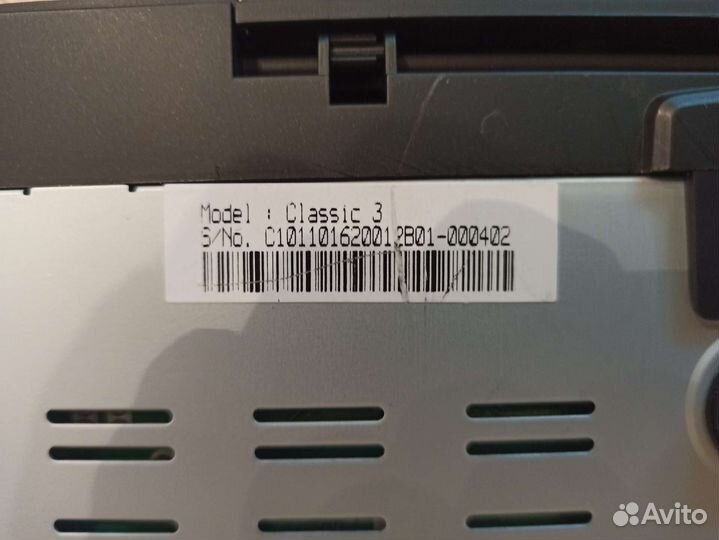 Model : Classic 3
S/No. C101101620012B01-000402
Avito